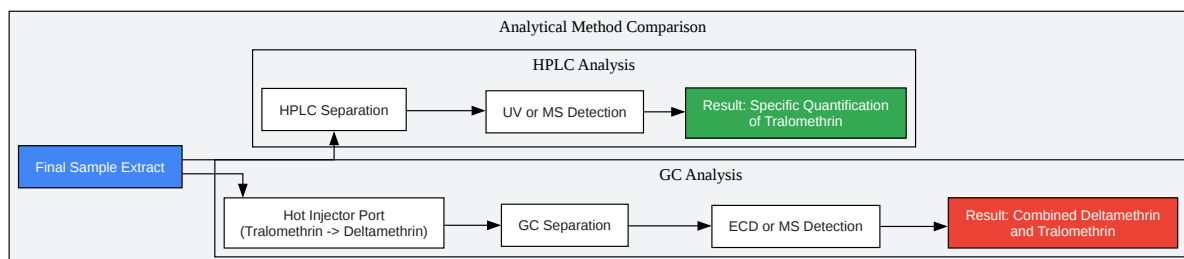 Analytical Method Comparison
HPLC Analysis
HPLC Separation
UV or MS Detection
Result: Specific Quantification
of Tralomethrin
Final Sample Extract
GC Analysis
Hot Injector Port
(Tralomethrin -> Deltamethrin)
GC Separation
ECD or MS Detection
Result: Combined Deltamethrin
and Tralomethrin